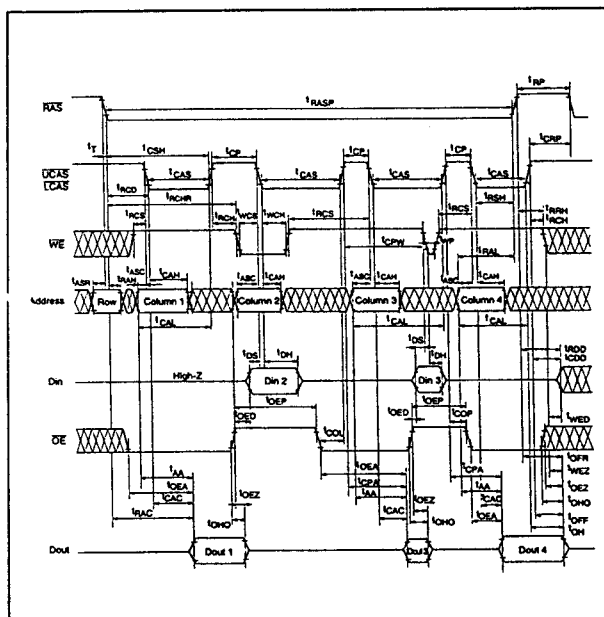 tRP
RAS
tRASP
tCRP
tT
tCSH
tCP
tCP
tCP
UCAS
LCAS
tCAS
tCAS
tCAS
tCAS
tRCD
tRCHR
tRCS
tRCH
tWCS
tWCH
tRCS
tRCS
tRSH
tRRH
tRCH
WE
tCPW
tWP
tRAL
tASR
tRAH
tASC
tCAH
tASC
tCAH
tASC
tCAH
tASC
tCAH
Address
Row
Column 1
Column 2
Column 3
Column 4
tCAL
tCAL
tCAL
tRDD
tCDD
tDS
tDH
tDS
tDH
Din
High-Z
Din 2
Din 3
tOEP
tOEP
tWED
tOED
tOED
tCOP
OE
tCOL
tOFR
tWEZ
tAA
tOEA
tCPA
tOEZ
tOEA
tCPA
tAA
tOHO
tCAC
tOEZ
tAA
tOEZ
tCAC
tRAC
tCAC
tOHO
tOHO
tOEA
tOFF
tOH
Dout
Dout 1
Dout 3
Dout 4